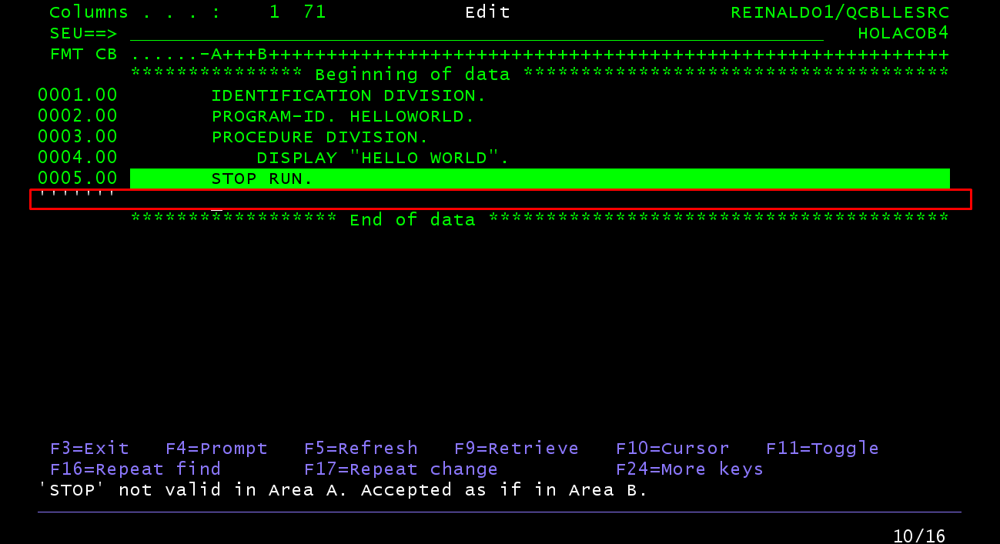 Columns . . . :    1  71            Edit                   REINALDO1/QCBLLESRC
SEU==> ____________________________________________________________   HOLACOB4
FMT CB ......-A+++B+++++++++++++++++++++++++++++++++++++++++++++++++++++++++++
*************** Beginning of data *************************************
0001.00        IDENTIFICATION DIVISION.
0002.00        PROGRAM-ID. HELLOWORLD.
0003.00        PROCEDURE DIVISION.
0004.00            DISPLAY "HELLO WORLD".
0005.00        STOP RUN.
'''''''        _
****************** End of data ****************************************
F3=Exit   F4=Prompt   F5=Refresh   F9=Retrieve   F10=Cursor   F11=Toggle
F16=Repeat find       F17=Repeat change          F24=More keys
'STOP' not valid in Area A. Accepted as if in Area B.
10/16